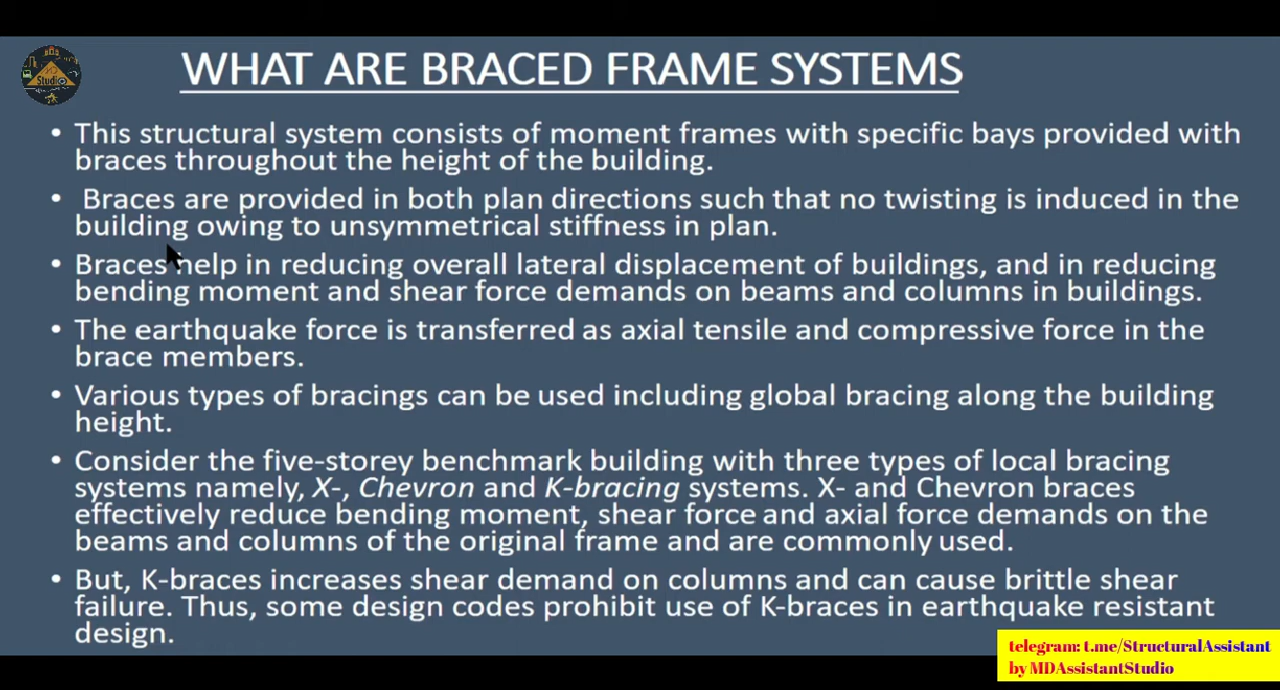 WHAT ARE BRACED FRAME SYSTEMS
• This structural system consists of moment frames with specific bays provided with
braces throughout the height of the building.
• Braces are provided in both plan directions such that no twisting is induced in the
building owing to unsymmetrical stiffness in plan.
• Braces help in reducing overall lateral displacement of buildings, and in reducing
bending moment and shear force demands on beams and columns in buildings.
• The earthquake force is transferred as axial tensile and compressive force in the
brace members.
• Various types of bracings can be used including global bracing along the building
height.
• Consider the five-storey benchmark building with three types of local bracing
systems namely, X-, Chevron and K-bracing systems. X- and Chevron braces
effectively reduce bending moment, shear force and axial force demands on the
beams and columns of the original frame and are commonly used.
• But, K-braces increases shear demand on columns and can cause brittle shear
failure. Thus, some design codes prohibit use of K-braces in earthquake resistant
design.
Studio
telegram: t.me/StructuralAssistant
by MDAssistantStudio